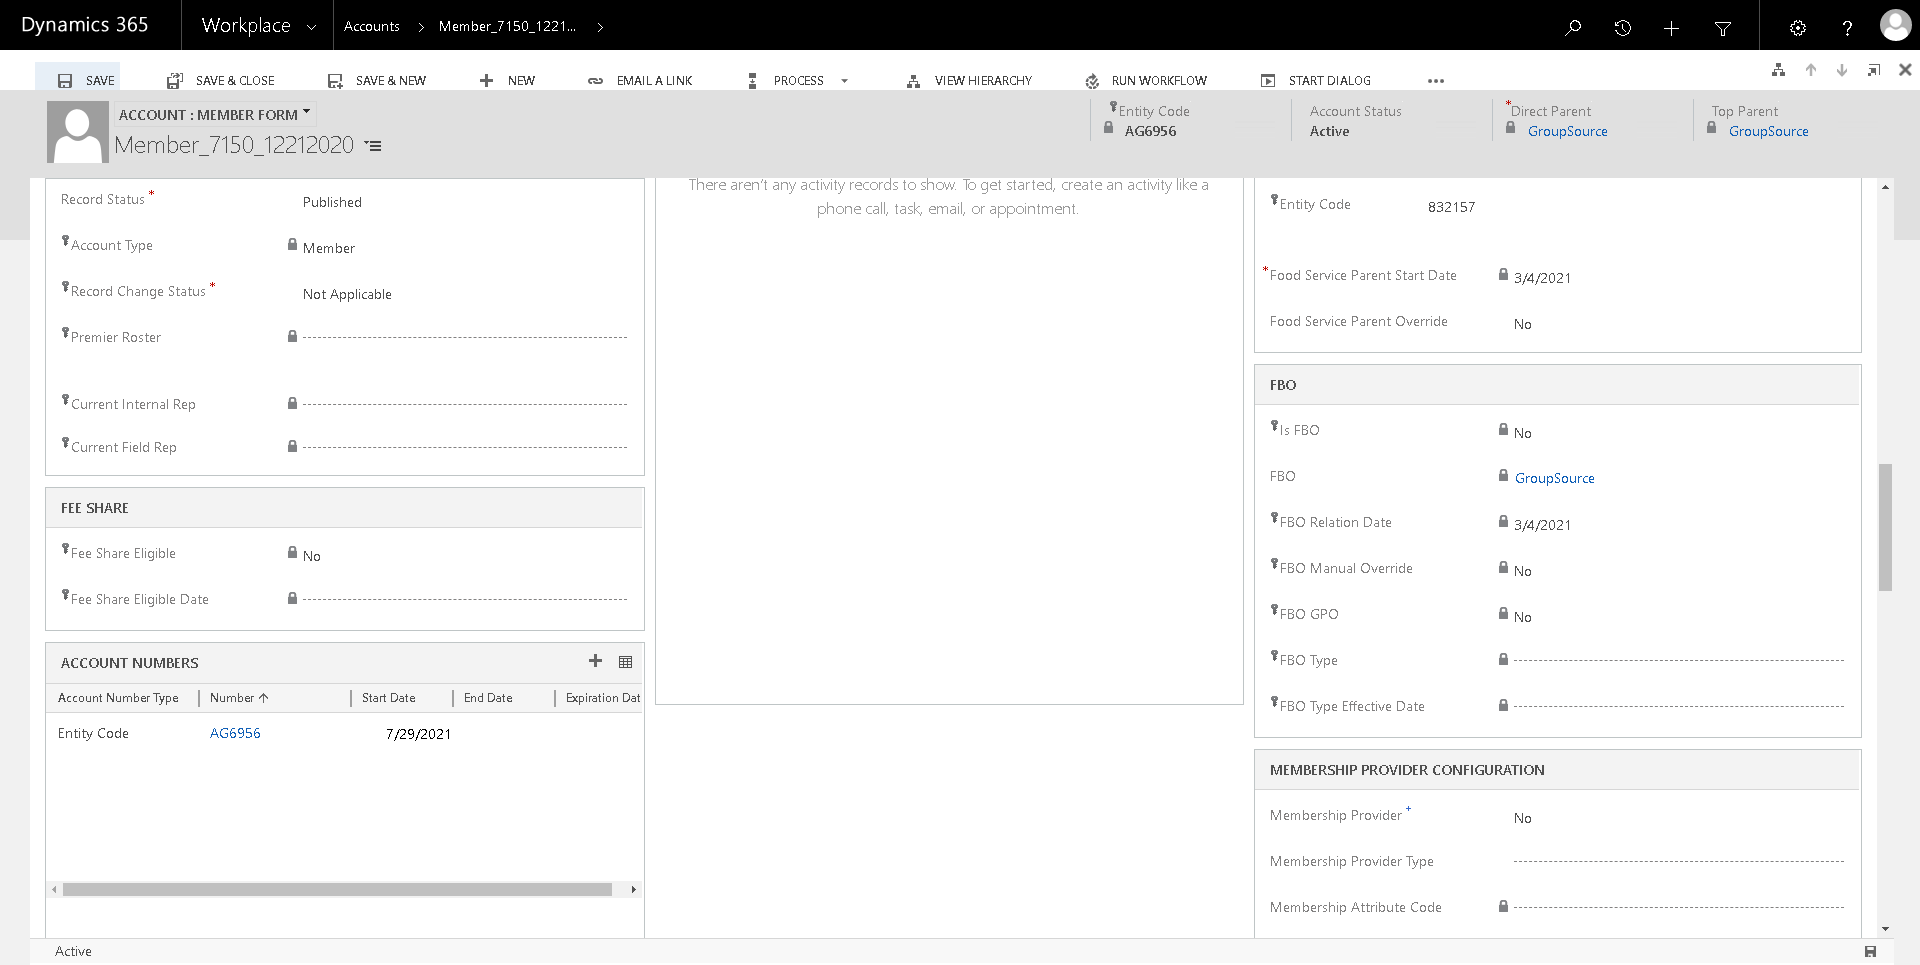 Dynamics 365
Workplace
Accounts
Member_7150_1221...
SAVE
SAVE & CLOSE
SAVE & NEW
NEW
EMAIL A LINK
PROCESS
VIEW HIERARCHY
RUN WORKFLOW
START DIALOG
ACCOUNT : MEMBER FORM
Member_7150_12212020
Entity Code
AG6956
Account Status
Active
*Direct Parent
GroupSource
Top Parent
GroupSource
Record Status *
Published
Account Type
Member
Record Change Status *
Not Applicable
Premier Roster
Current Internal Rep
Current Field Rep
FEE SHARE
Fee Share Eligible
No
Fee Share Eligible Date
ACCOUNT NUMBERS
Account Number Type
Number
Start Date
End Date
Expiration Dat
Entity Code
AG6956
7/29/2021
There aren't any activity records to show. To get started, create an activity like a
phone call, task, email, or appointment.
Entity Code
832157
*Food Service Parent Start Date
3/4/2021
Food Service Parent Override
No
FBO
Is FBO
No
FBO
GroupSource
FBO Relation Date
3/4/2021
FBO Manual Override
No
FBO GPO
No
FBO Type
FBO Type Effective Date
MEMBERSHIP PROVIDER CONFIGURATION
Membership Provider +
No
Membership Provider Type
Membership Attribute Code
Active